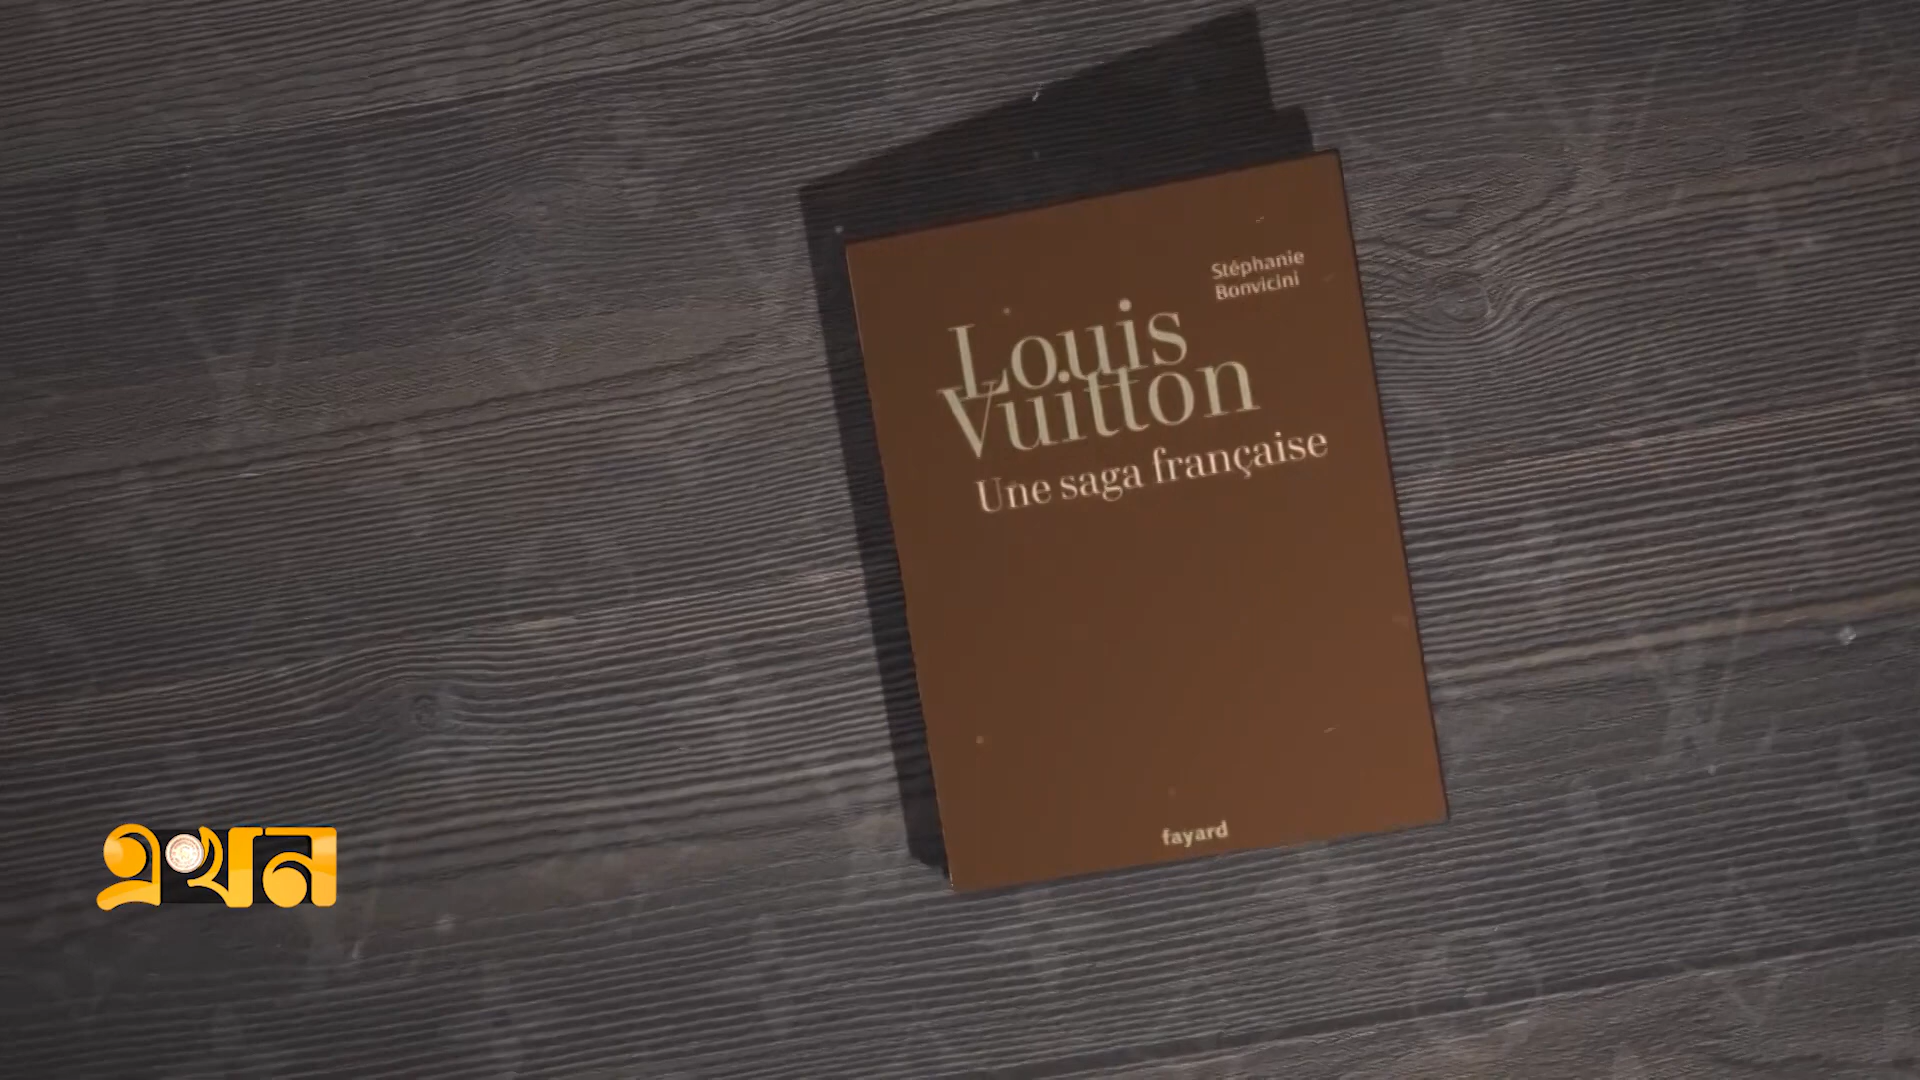 Stéphanie
Bonvicini
Louis
Vuitton
Une saga française
fayard
এখন